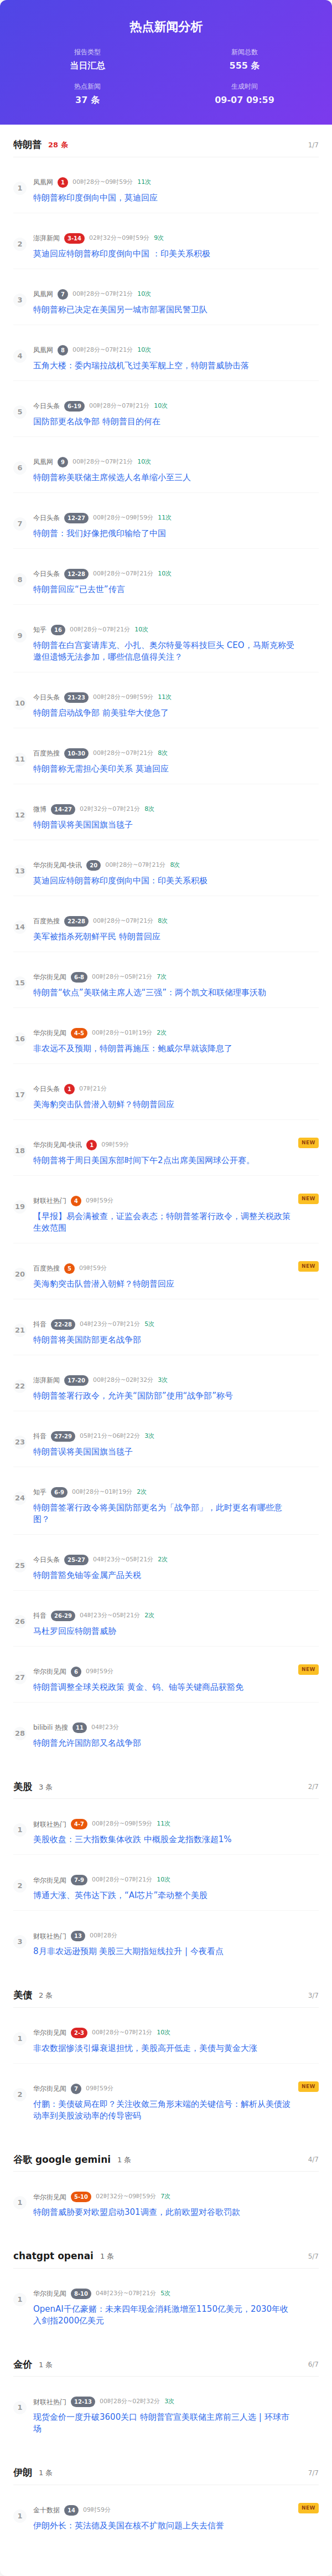 热点新闻分析
报告类型
新闻总数
当日汇总
555 条
热点新闻
生成时间
37 条
09-07 09:59
特朗普 28 条 1/7
1
凤凰网 1 00时28分~09时59分 11次
特朗普称印度倒向中国，莫迪回应
2
澎湃新闻 3-14 02时32分~09时59分 9次
莫迪回应特朗普称印度倒向中国 ：印美关系积极
3
凤凰网 7 00时28分~07时21分 10次
特朗普称已决定在美国另一城市部署国民警卫队
4
凤凰网 8 00时28分~07时21分 10次
五角大楼：委内瑞拉战机飞过美军舰上空，特朗普威胁击落
5
今日头条 6-19 00时28分~07时21分 10次
国防部更名战争部 特朗普目的何在
6
凤凰网 9 00时28分~07时21分 10次
特朗普称美联储主席候选人名单缩小至三人
7
今日头条 12-27 00时28分~09时59分 11次
特朗普：我们好像把俄印输给了中国
8
今日头条 12-28 00时28分~07时21分 10次
特朗普回应“已去世”传言
9
知乎 16 00时28分~07时21分 10次
特朗普在白宫宴请库克、小扎、奥尔特曼等科技巨头 CEO，马斯克称受
邀但遗憾无法参加，哪些信息值得关注？
10
今日头条 21-23 00时28分~09时59分 11次
特朗普启动战争部 前美驻华大使急了
11
百度热搜 10-30 00时28分~07时21分 8次
特朗普称无需担心美印关系 莫迪回应
12
微博 14-27 02时32分~07时21分 8次
特朗普误将美国国旗当毯子
13
华尔街见闻-快讯 20 00时28分~07时21分 8次
莫迪回应特朗普称印度倒向中国：印美关系积极
14
百度热搜 22-28 00时28分~07时21分 8次
美军被指杀死朝鲜平民 特朗普回应
15
华尔街见闻 6-8 00时28分~05时21分 7次
特朗普“钦点”美联储主席人选“三强”：两个凯文和联储理事沃勒
16
华尔街见闻 4-5 00时28分~01时19分 2次
非农远不及预期，特朗普再施压：鲍威尔早就该降息了
17
今日头条 1 07时21分
美海豹突击队曾潜入朝鲜？特朗普回应
18
华尔街见闻-快讯 1 09时59分 NEW
特朗普将于周日美国东部时间下午2点出席美国网球公开赛。
19
财联社热门 4 09时59分 NEW
【早报】易会满被查，证监会表态；特朗普签署行政令，调整关税政策
生效范围
20
百度热搜 5 09时59分 NEW
美海豹突击队曾潜入朝鲜？特朗普回应
21
抖音 22-28 04时23分~07时21分 5次
特朗普将美国防部更名战争部
22
澎湃新闻 17-20 00时28分~02时32分 3次
特朗普签署行政令，允许美“国防部”使用“战争部”称号
23
抖音 27-29 05时21分~06时22分 3次
特朗普误将美国国旗当毯子
24
知乎 6-9 00时28分~01时19分 2次
特朗普签署行政令将美国防部更名为「战争部」，此时更名有哪些意
图？
25
今日头条 25-27 04时23分~05时21分 2次
特朗普豁免铀等金属产品关税
26
抖音 26-29 04时23分~05时21分 2次
马杜罗回应特朗普威胁
27
华尔街见闻 6 09时59分 NEW
特朗普调整全球关税政策 黄金、钨、铀等关键商品获豁免
28
bilibili 热搜 11 04时23分
特朗普允许国防部又名战争部
美股 3 条 2/7
1
财联社热门 4-7 00时28分~09时59分 11次
美股收盘：三大指数集体收跌 中概股金龙指数涨超1%
2
华尔街见闻 7-9 00时28分~07时21分 10次
博通大涨、英伟达下跌，“AI芯片”牵动整个美股
3
财联社热门 13 00时28分
8月非农远逊预期 美股三大期指短线拉升 | 今夜看点
美债 2 条 3/7
1
华尔街见闻 2-3 00时28分~07时21分 10次
非农数据惨淡引爆衰退担忧，美股高开低走，美债与黄金大涨
2
华尔街见闻 7 09时59分 NEW
付鹏：美债破局在即？关注收敛三角形末端的关键信号：解析从美债波
动率到美股波动率的传导密码
谷歌 google gemini 1 条 4/7
1
华尔街见闻 5-10 02时32分~09时59分 7次
特朗普威胁要对欧盟启动301调查，此前欧盟对谷歌罚款
chatgpt openai 1 条 5/7
1
华尔街见闻 8-10 04时23分~07时21分 5次
OpenAI千亿豪赌：未来四年现金消耗激增至1150亿美元，2030年收
入剑指2000亿美元
金价 1 条 6/7
1
财联社热门 12-13 00时28分~02时32分 3次
现货金价一度升破3600关口 特朗普官宣美联储主席前三人选 | 环球市
场
伊朗 1 条 7/7
1
金十数据 14 09时59分 NEW
伊朗外长：英法德及美国在核不扩散问题上失去信誉